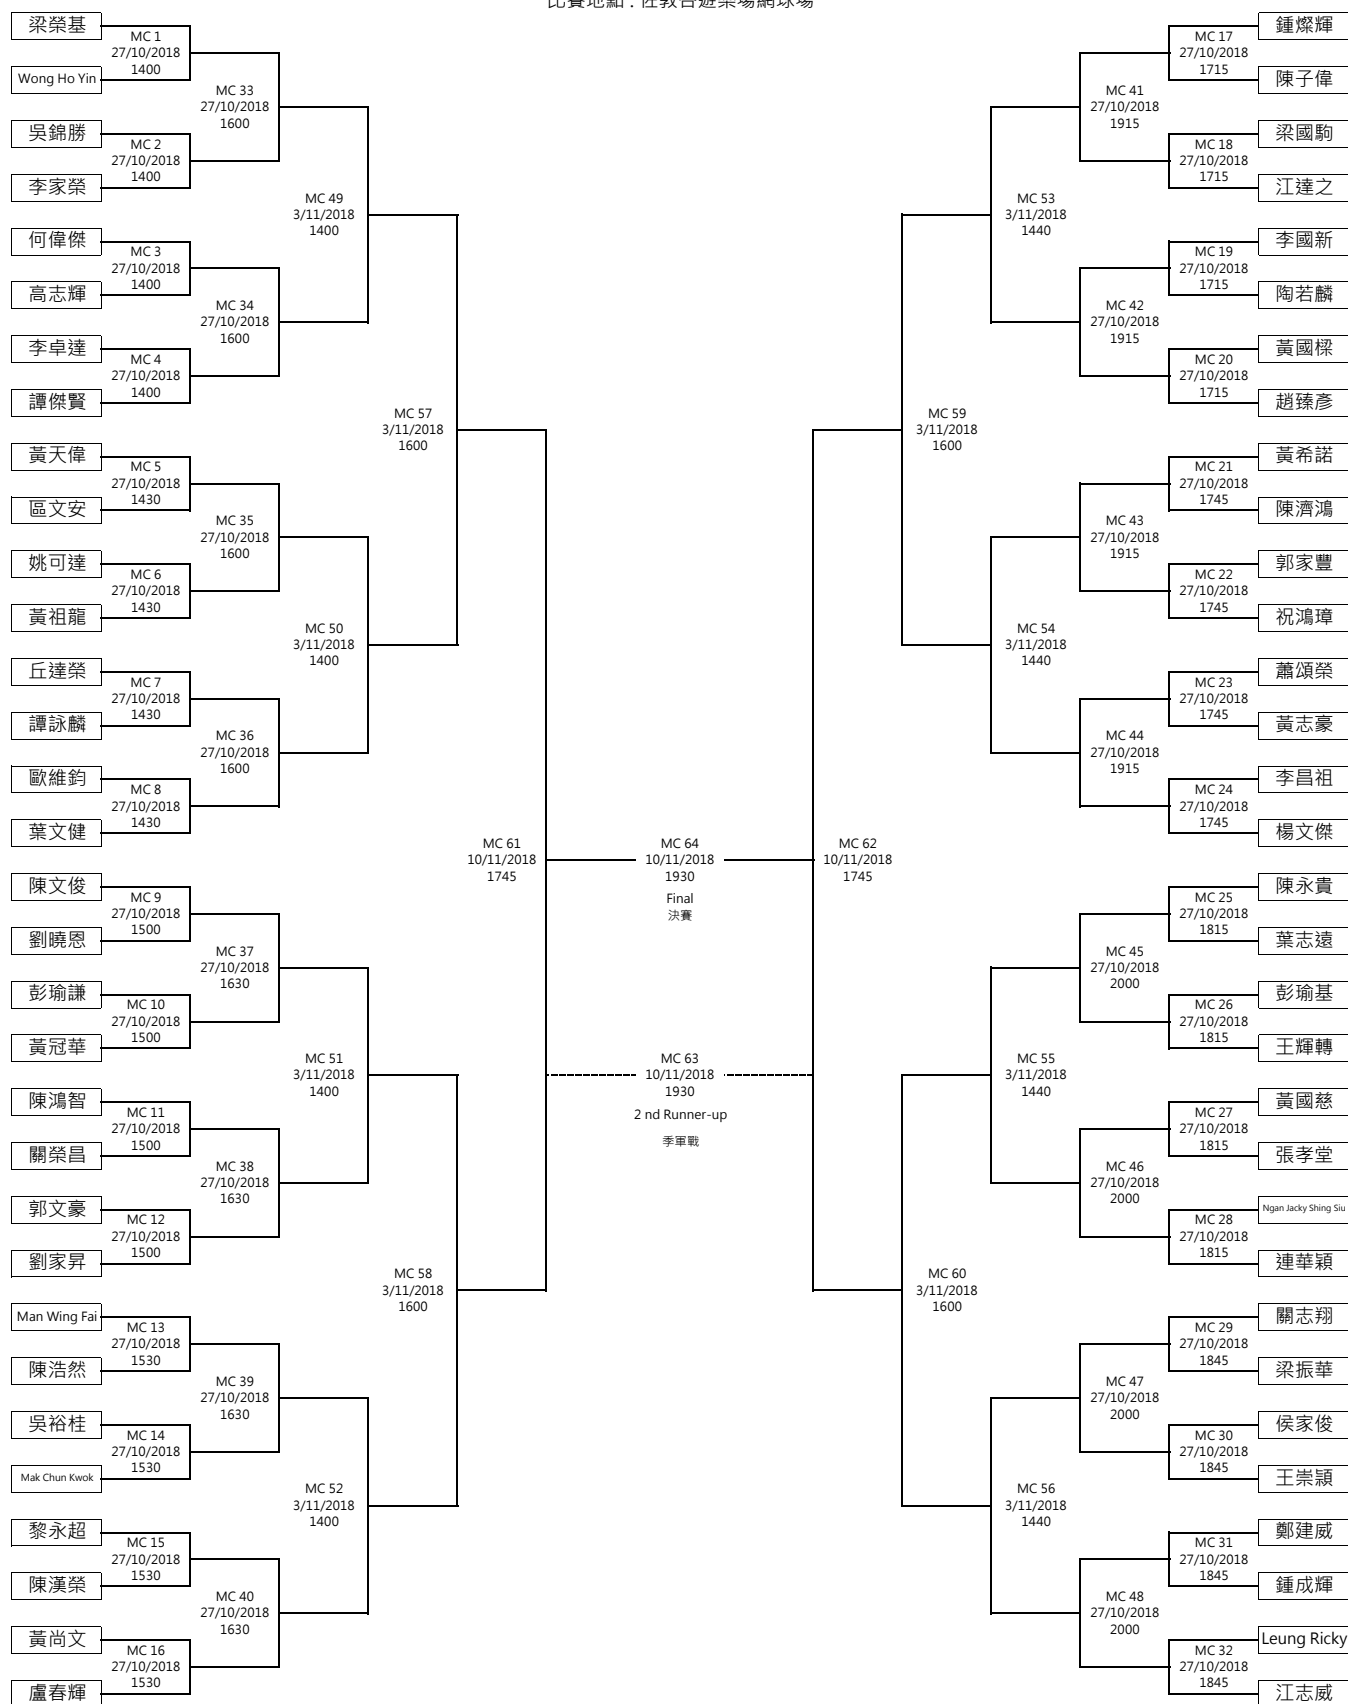 比賽地點 : 佐敦谷遊樂場網球場
梁榮基
MC 1
27/10/2018
1400
Wong Ho Yin
MC 33
27/10/2018
1600
吳錦勝
MC 2
27/10/2018
1400
李家榮
MC 49
3/11/2018
1400
何偉傑
MC 3
27/10/2018
1400
高志輝
MC 34
27/10/2018
1600
李卓達
MC 4
27/10/2018
1400
譚傑賢
MC 57
3/11/2018
1600
黃天偉
MC 5
27/10/2018
1430
區文安
MC 35
27/10/2018
1600
姚可達
MC 6
27/10/2018
1430
黃祖龍
MC 50
3/11/2018
1400
丘達榮
MC 7
27/10/2018
1430
譚詠麟
MC 36
27/10/2018
1600
歐維鈞
MC 8
27/10/2018
1430
葉文健
MC 61
10/11/2018
1745
陳文俊
MC 9
27/10/2018
1500
劉曉恩
MC 37
27/10/2018
1630
彭瑜謙
MC 10
27/10/2018
1500
黃冠華
MC 51
3/11/2018
1400
陳鴻智
MC 11
27/10/2018
1500
關榮昌
MC 38
27/10/2018
1630
郭文豪
MC 12
27/10/2018
1500
劉家昇
MC 58
3/11/2018
1600
Man Wing Fai
MC 13
27/10/2018
1530
陳浩然
MC 39
27/10/2018
1630
吳裕桂
MC 14
27/10/2018
1530
Mak Chun Kwok
MC 52
3/11/2018
1400
黎永超
MC 15
27/10/2018
1530
陳漢榮
MC 40
27/10/2018
1630
黃尚文
MC 16
27/10/2018
1530
盧春輝
MC 64
10/11/2018
1930
Final
決賽
MC 63
10/11/2018
1930
2 nd Runner-up
季軍戰
鍾燦輝
MC 17
27/10/2018
1715
陳子偉
MC 41
27/10/2018
1915
梁國駒
MC 18
27/10/2018
1715
江達之
MC 53
3/11/2018
1440
李國新
MC 19
27/10/2018
1715
陶若麟
MC 42
27/10/2018
1915
黃國樑
MC 20
27/10/2018
1715
趙臻彥
MC 59
3/11/2018
1600
黃希諾
MC 21
27/10/2018
1745
陳濟鴻
MC 43
27/10/2018
1915
郭家豐
MC 22
27/10/2018
1745
祝鴻璋
MC 54
3/11/2018
1440
蕭頌榮
MC 23
27/10/2018
1745
黃志豪
MC 44
27/10/2018
1915
李昌祖
MC 24
27/10/2018
1745
楊文傑
MC 62
10/11/2018
1745
陳永貴
MC 25
27/10/2018
1815
葉志遠
MC 45
27/10/2018
2000
彭瑜基
MC 26
27/10/2018
1815
王輝轉
MC 55
3/11/2018
1440
黃國慈
MC 27
27/10/2018
1815
張孝堂
MC 46
27/10/2018
2000
Ngan Jacky Shing Siu
MC 28
27/10/2018
1815
連華穎
MC 60
3/11/2018
1600
關志翔
MC 29
27/10/2018
1845
梁振華
MC 47
27/10/2018
2000
侯家俊
MC 30
27/10/2018
1845
王崇穎
MC 56
3/11/2018
1440
鄭建威
MC 31
27/10/2018
1845
鍾成輝
MC 48
27/10/2018
2000
Leung Ricky
MC 32
27/10/2018
1845
江志威